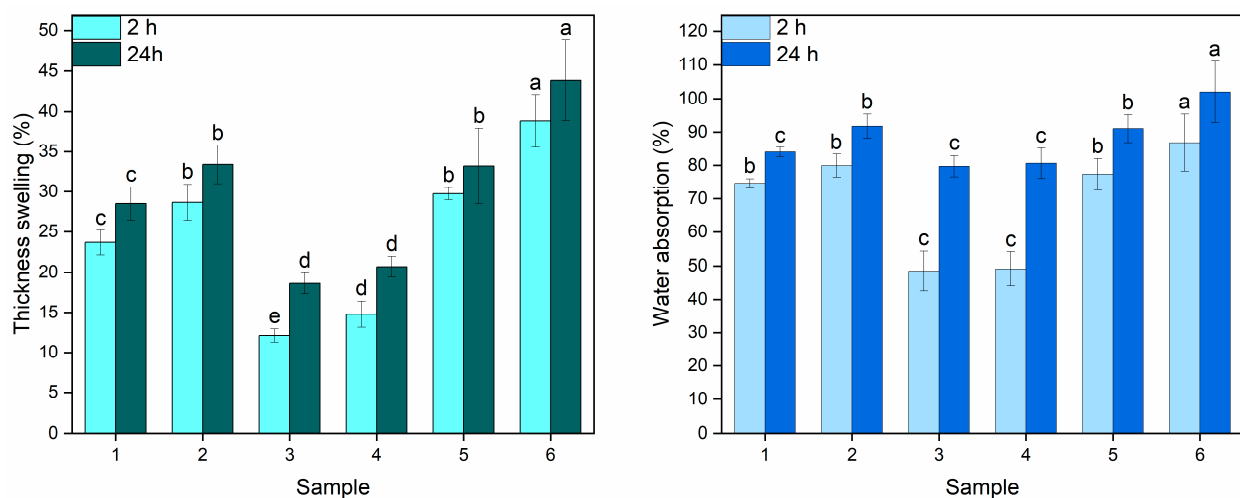 2 h
24h
Thickness swelling (%)
50
45
40
35
30
25
20
15
10
5
0
c
c
b
b
e
d
d
d
b
b
a
a
1 2 3 4 5 6
Sample
2 h
24 h
Water absorption (%)
120
110
100
90
80
70
60
50
40
30
20
10
0
b
c
b
b
c
c
c
c
b
b
a
a
1 2 3 4 5 6
Sample